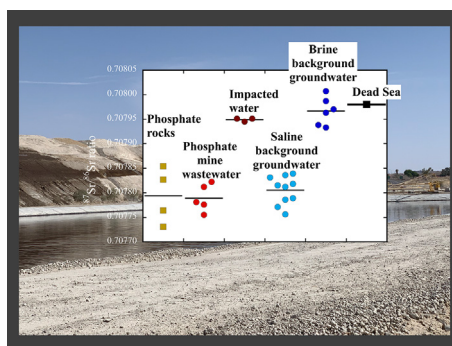 0.70805
0.70800
0.70795
0.70790
0.70785
0.70780
0.70775
0.70770
Phosphate
rocks
Phosphate
mine
wastewater
Impacted
water
Saline
background
groundwater
Brine
background
groundwater
Dead Sea